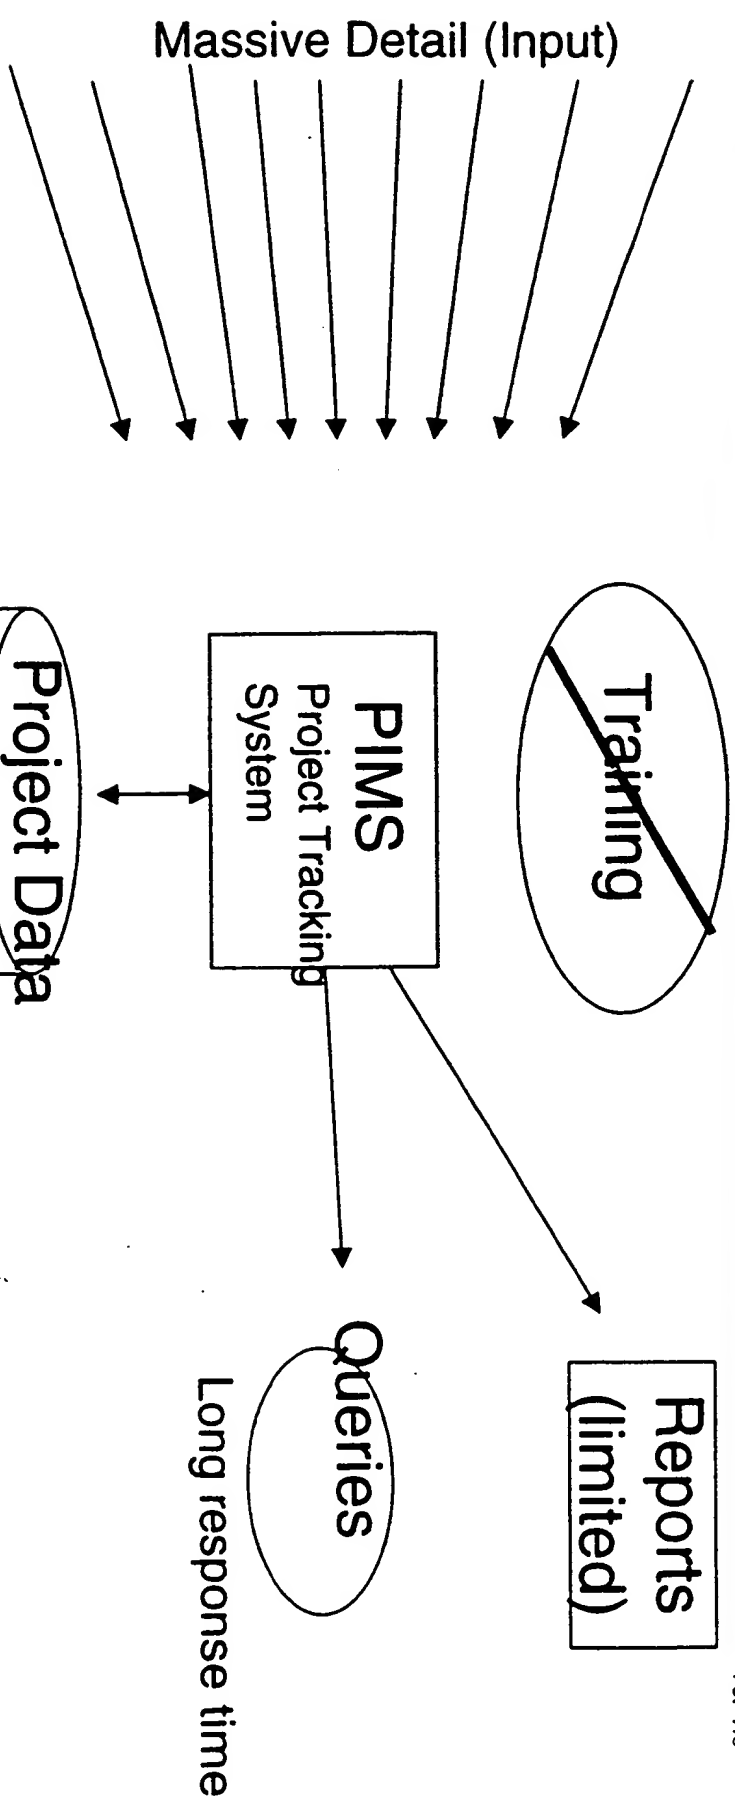 Massive Detail (Input)
Training
PIMS
Project Tracking
System
Project Data
Reports
(limited)
Queries
Long response time